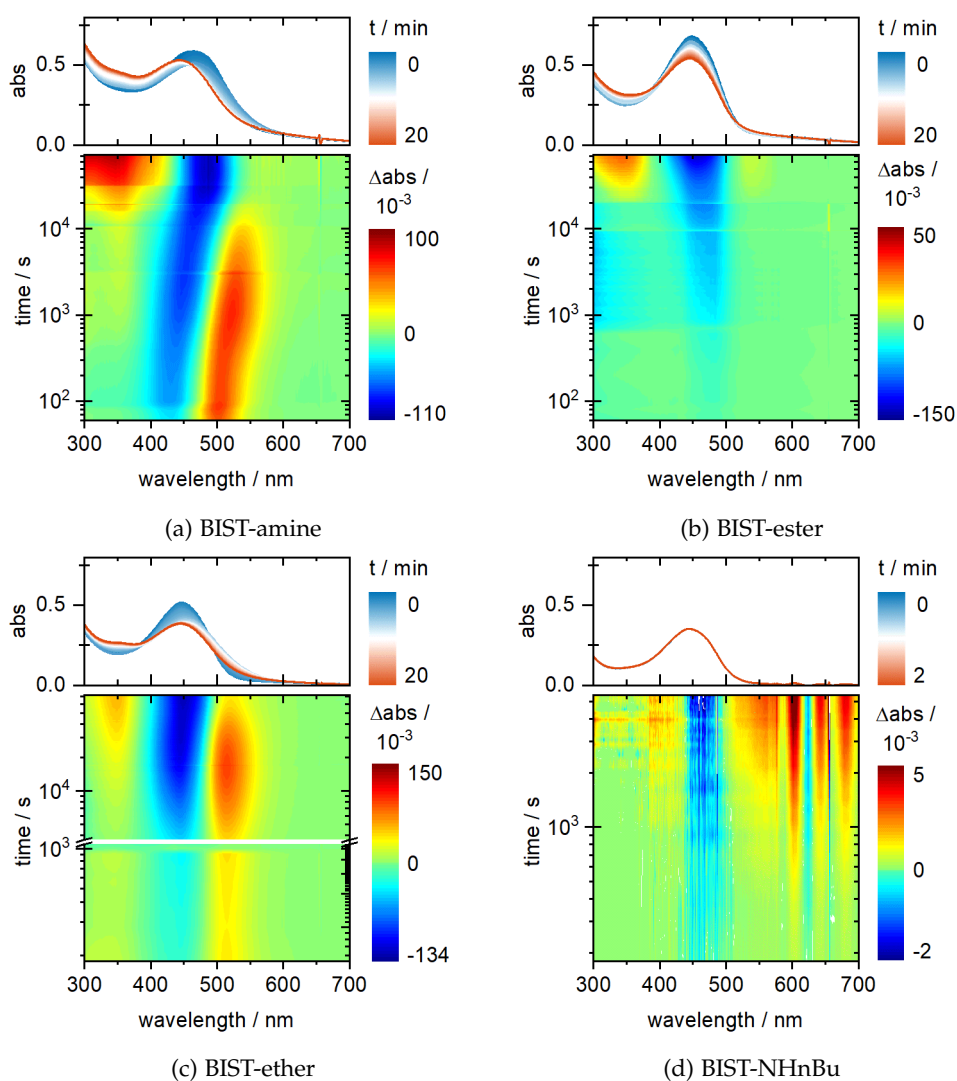 t / min
0
20
abs
0.5
0.0
Δabs /
10⁻³
100
0
-110
time / s
10⁴
10³
10²
300 400 500 600 700
wavelength / nm
(a) BIST-amine
t / min
0
20
abs
0.5
0.0
Δabs /
10⁻³
50
0
-150
time / s
10⁴
10³
10²
300 400 500 600 700
wavelength / nm
(b) BIST-ester
t / min
0
20
abs
0.5
0.0
Δabs /
10⁻³
150
0
-134
time / s
10⁴
10³
300 400 500 600 700
wavelength / nm
(c) BIST-ether
t / min
0
2
abs
0.5
0.0
Δabs /
10⁻³
5
0
-2
time / s
10³
300 400 500 600 700
wavelength / nm
(d) BIST-NHnBu